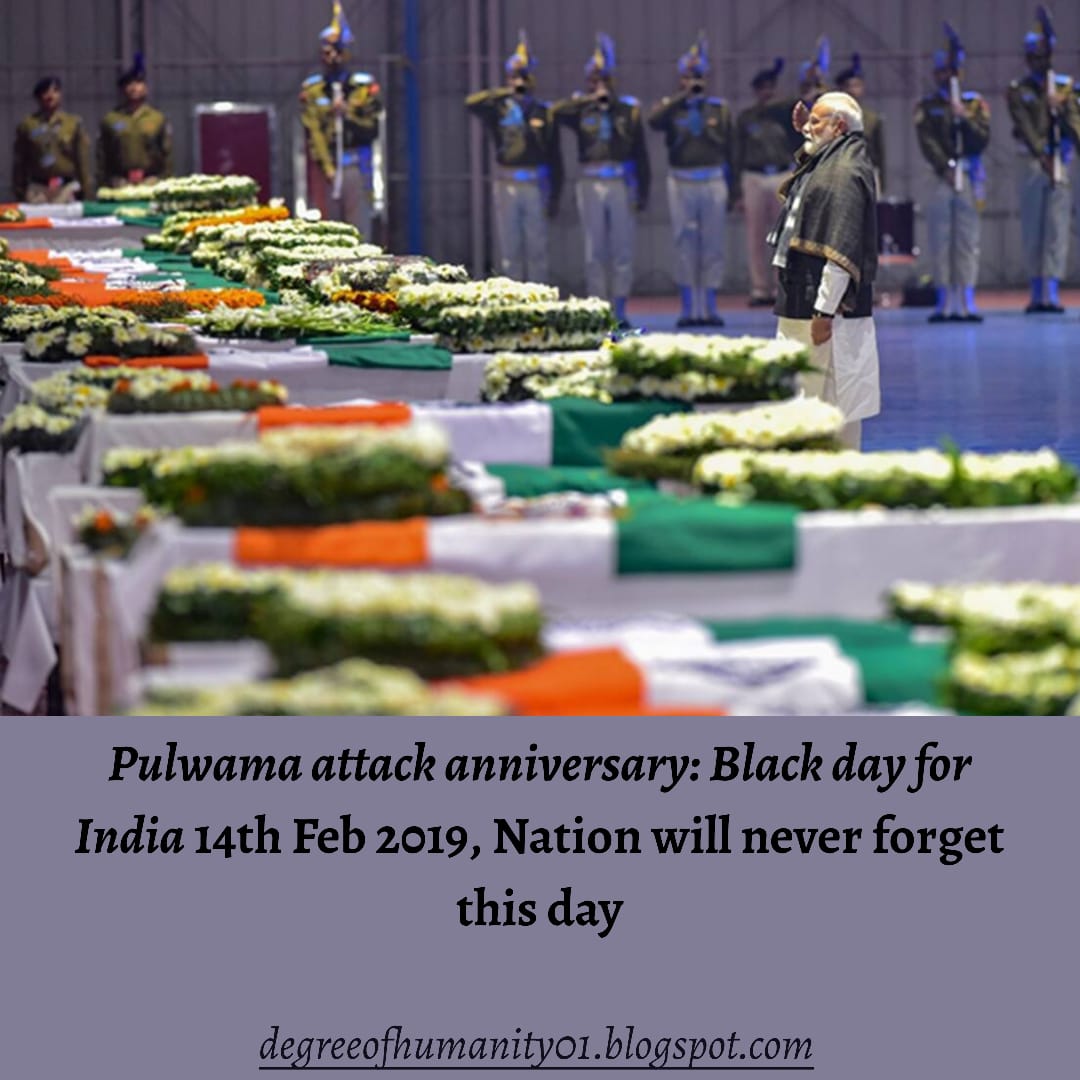 Pulwama attack anniversary: Black day for
India 14th Feb 2019, Nation will never forget
this day
degreeofhumanity01.blogspot.com